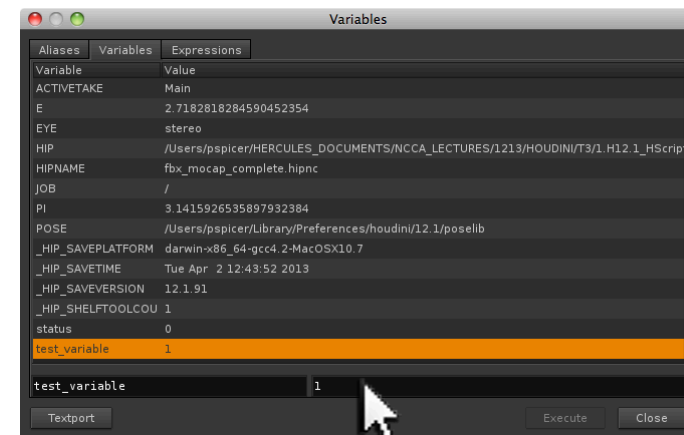 Variables
Aliases Variables Expressions
Variable Value
ACTIVETAKE Main
E 2.7182818284590452354
EYE stereo
HIP /Users/pspicer/HERCULES_DOCUMENTS/NCCA_LECTURES/1213/HOUDINI/T3/1.H12.1_HScrip
HIPNAME fbx_mocap_complete.hipnc
JOB /
PI 3.1415926535897932384
POSE /Users/pspicer/Library/Preferences/houdini/12.1/poselib
_HIP_SAVEPLATFORM darwin-x86_64-gcc4.2-MacOSX10.7
_HIP_SAVETIME Tue Apr 2 12:43:52 2013
_HIP_SAVEVERSION 12.1.91
_HIP_SHELFTOOLCOU 1
status 0
test_variable 1
test_variable 1
Textport Execute Close